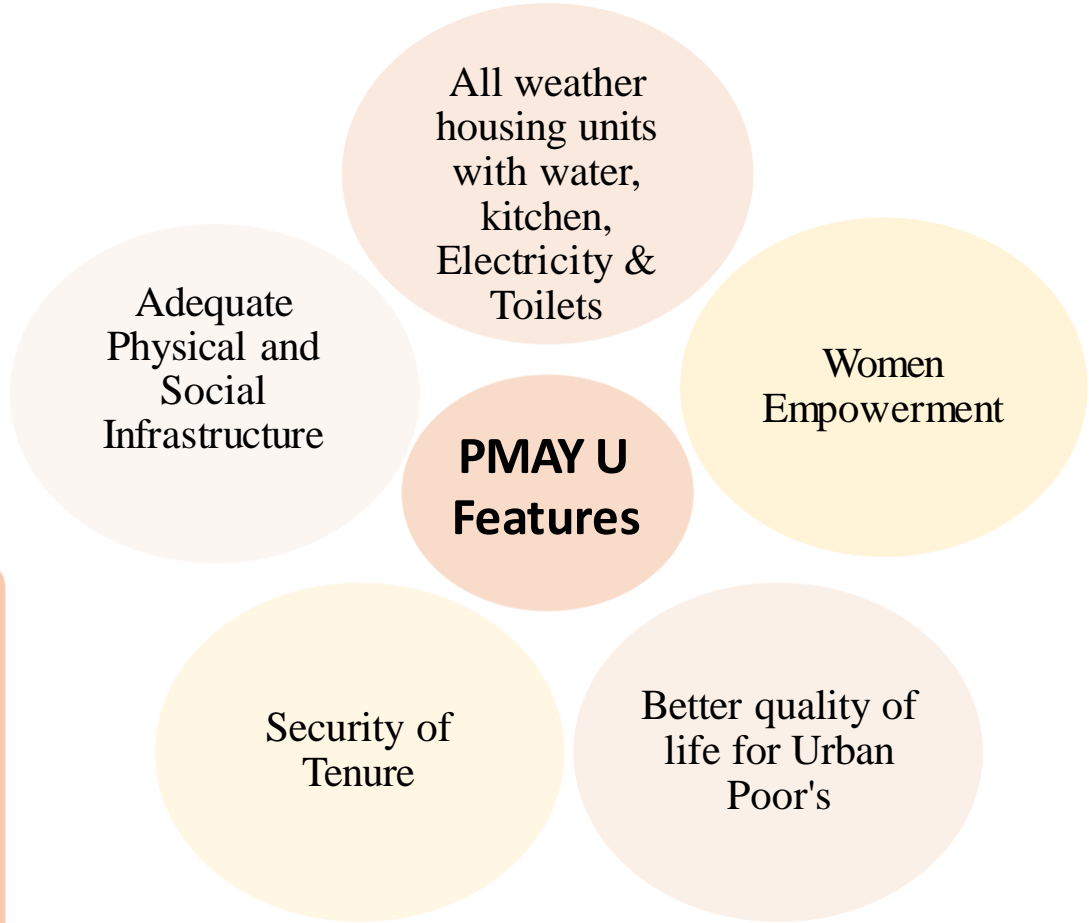 All weather
housing units
with water,
kitchen,
Electricity &
Toilets
Women
Empowerment
Better quality of
life for Urban
Poor's
Security of
Tenure
Adequate
Physical and
Social
Infrastructure
PMAY U
Features